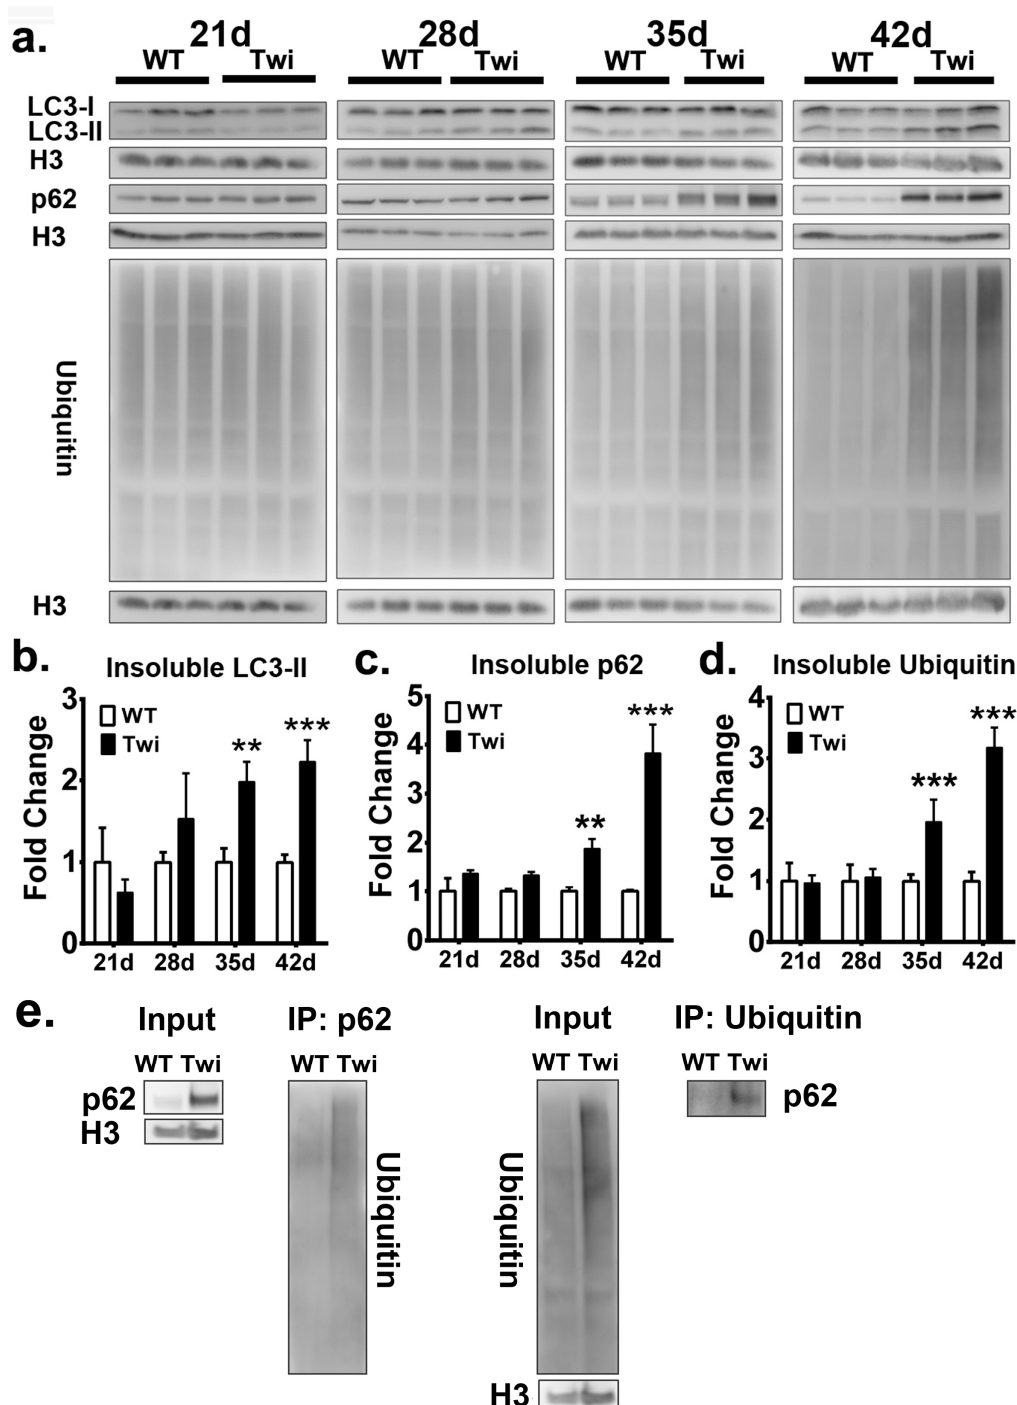 a.
21d 28d 35d 42d
WT Twi WT Twi WT Twi WT Twi
LC3-I
LC3-II
H3
p62
H3
Ubiquitin
H3
b.
Insoluble LC3-II
Fold Change
3
2
1
0
WT
Twi
** ***
21d 28d 35d 42d
c.
Insoluble p62
Fold Change
5
4
3
2
1
0
WT
Twi
** ***
21d 28d 35d 42d
d.
Insoluble Ubiquitin
Fold Change
4
3
2
1
0
WT
Twi
*** ***
21d 28d 35d 42d
e.
Input IP: p62
WT Twi WT Twi
p62
H3
Ubiquitin
Input IP: Ubiquitin
WT Twi WT Twi
p62
Ubiquitin
H3